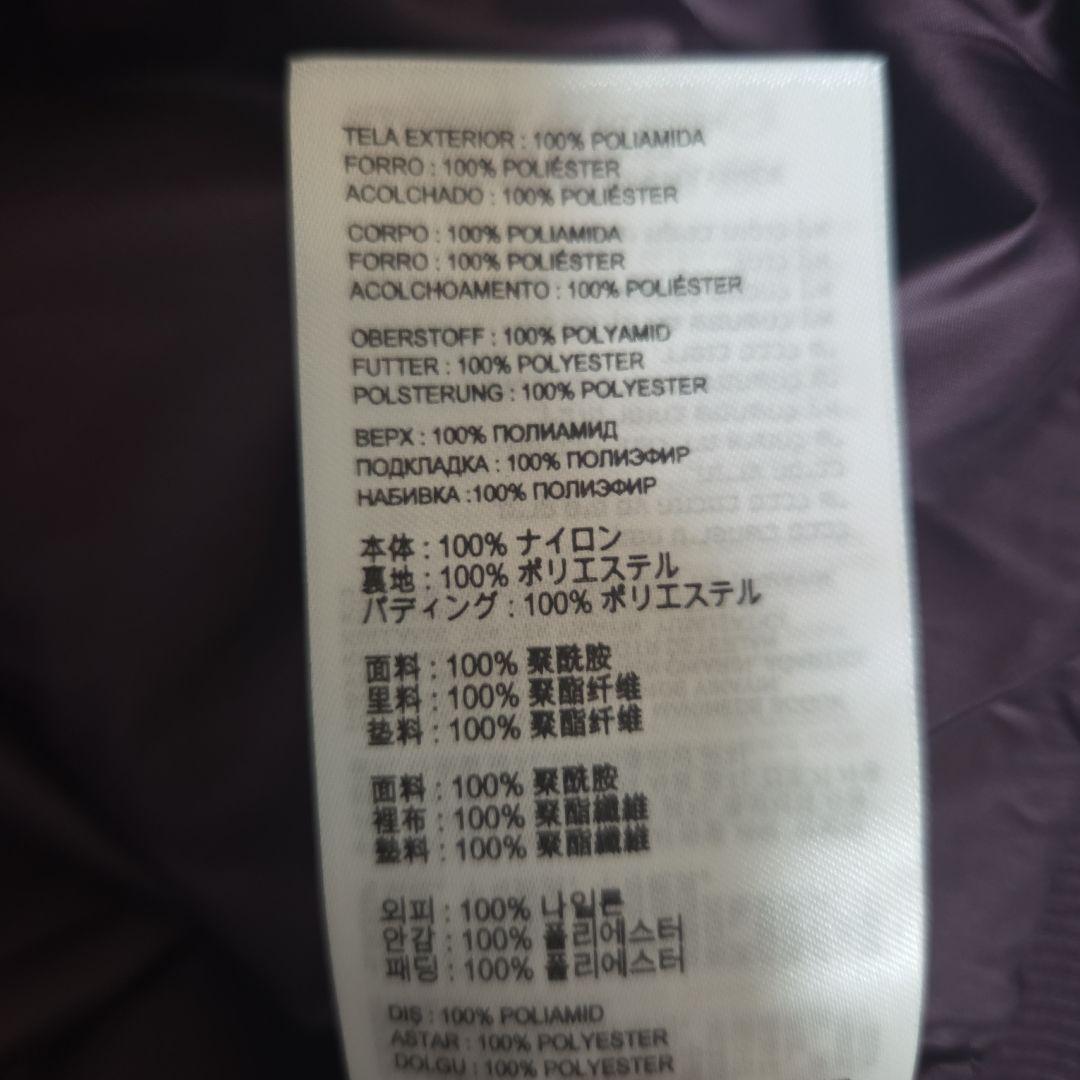 TELA EXTERIOR : 100% POLIAMIDA
FORRO : 100% POLIÉSTER
ACOLCHADO : 100% POLIÉSTER
CORPO : 100% POLIAMIDA
FORRO : 100% POLIÉSTER
ACOLCHOAMENTO : 100% POLIÉSTER
OBERSTOFF : 100% POLYAMID
FUTTER : 100% POLYESTER
POLSTERUNG : 100% POLYESTER
ВЕРХ : 100% ПОЛИАМИД
ПОДКЛАДКА : 100% ПОЛИЭФИР
НАБИВКА :100% ПОЛИЭФИР
本体 : 100% ナイロン
裏地 : 100% ポリエステル
パディング : 100% ポリエステル
面料 : 100% 聚酰胺
里料 : 100% 聚酯纤维
垫料 : 100% 聚酯纤维
面料 : 100% 聚酰胺
裡布 : 100% 聚酯纖維
墊料 : 100% 聚酯纖維
외피 : 100% 나일론
안감 : 100% 폴리에스터
패딩 : 100% 폴리에스터
DIŞ : 100% POLIAMID
ASTAR : 100% POLYESTER
DOLGU : 100% POLYESTER